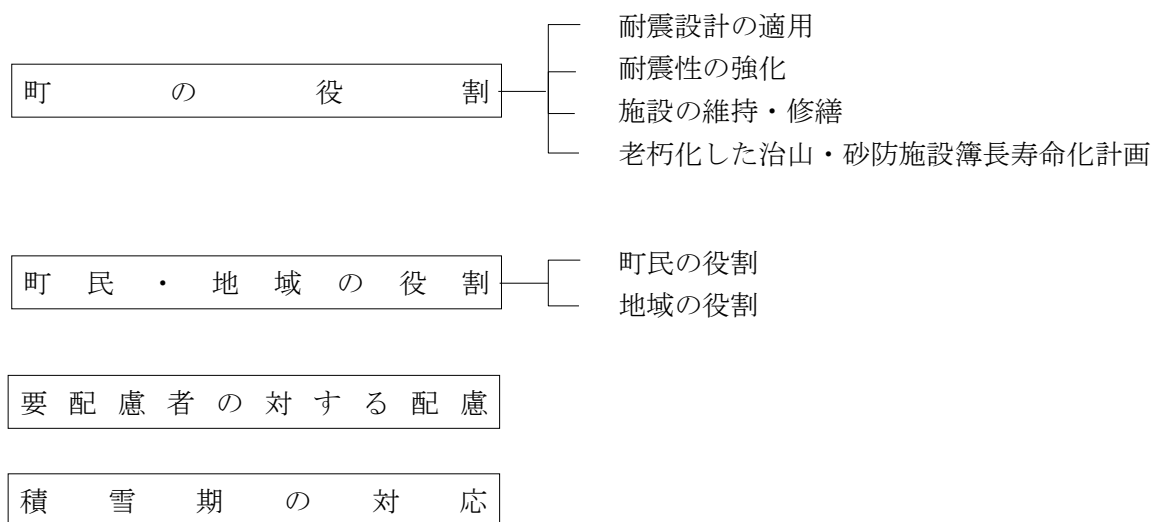 町の役割
耐震設計の適用
耐震性の強化
施設の維持・修繕
老朽化した治山・砂防施設簿長寿命化計画
町民・地域の役割
町民の役割
地域の役割
要配慮者の対する配慮
積雪期の対応